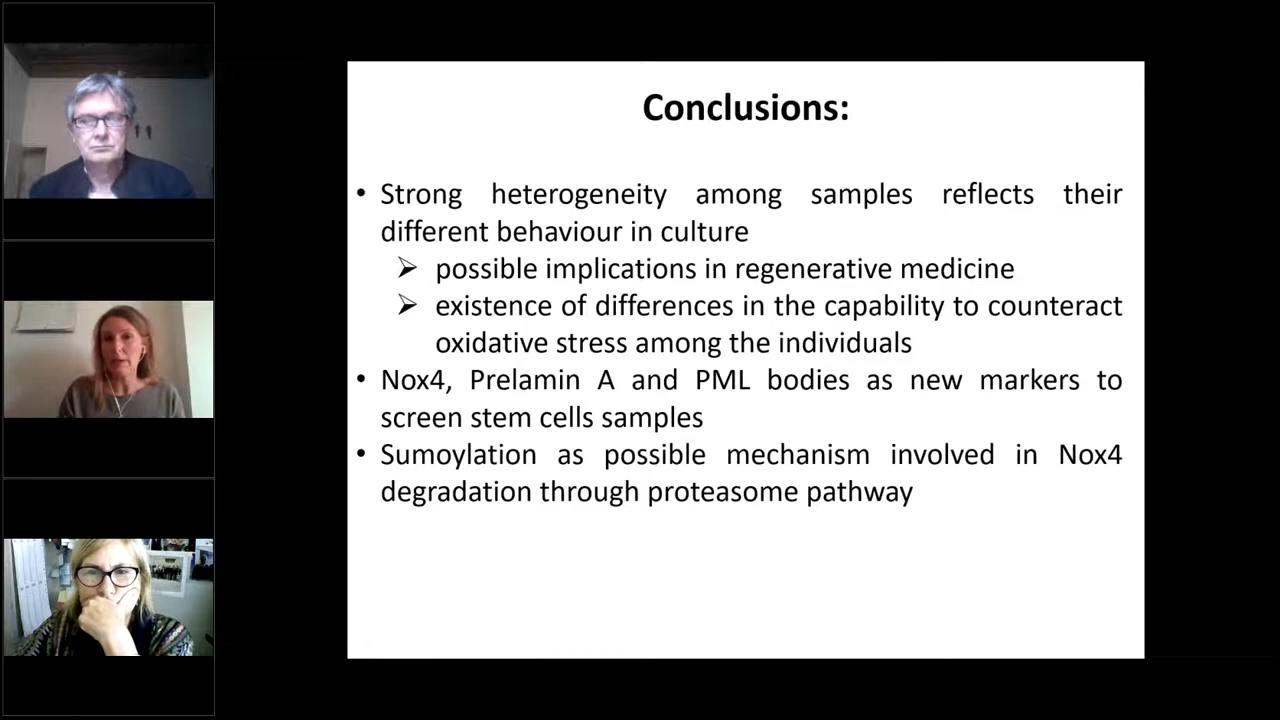 Conclusions:
• Strong heterogeneity among samples reflects their
different behaviour in culture
➢ possible implications in regenerative medicine
➢ existence of differences in the capability to counteract
oxidative stress among the individuals
• Nox4, Prelamin A and PML bodies as new markers to
screen stem cells samples
• Sumoylation as possible mechanism involved in Nox4
degradation through proteasome pathway